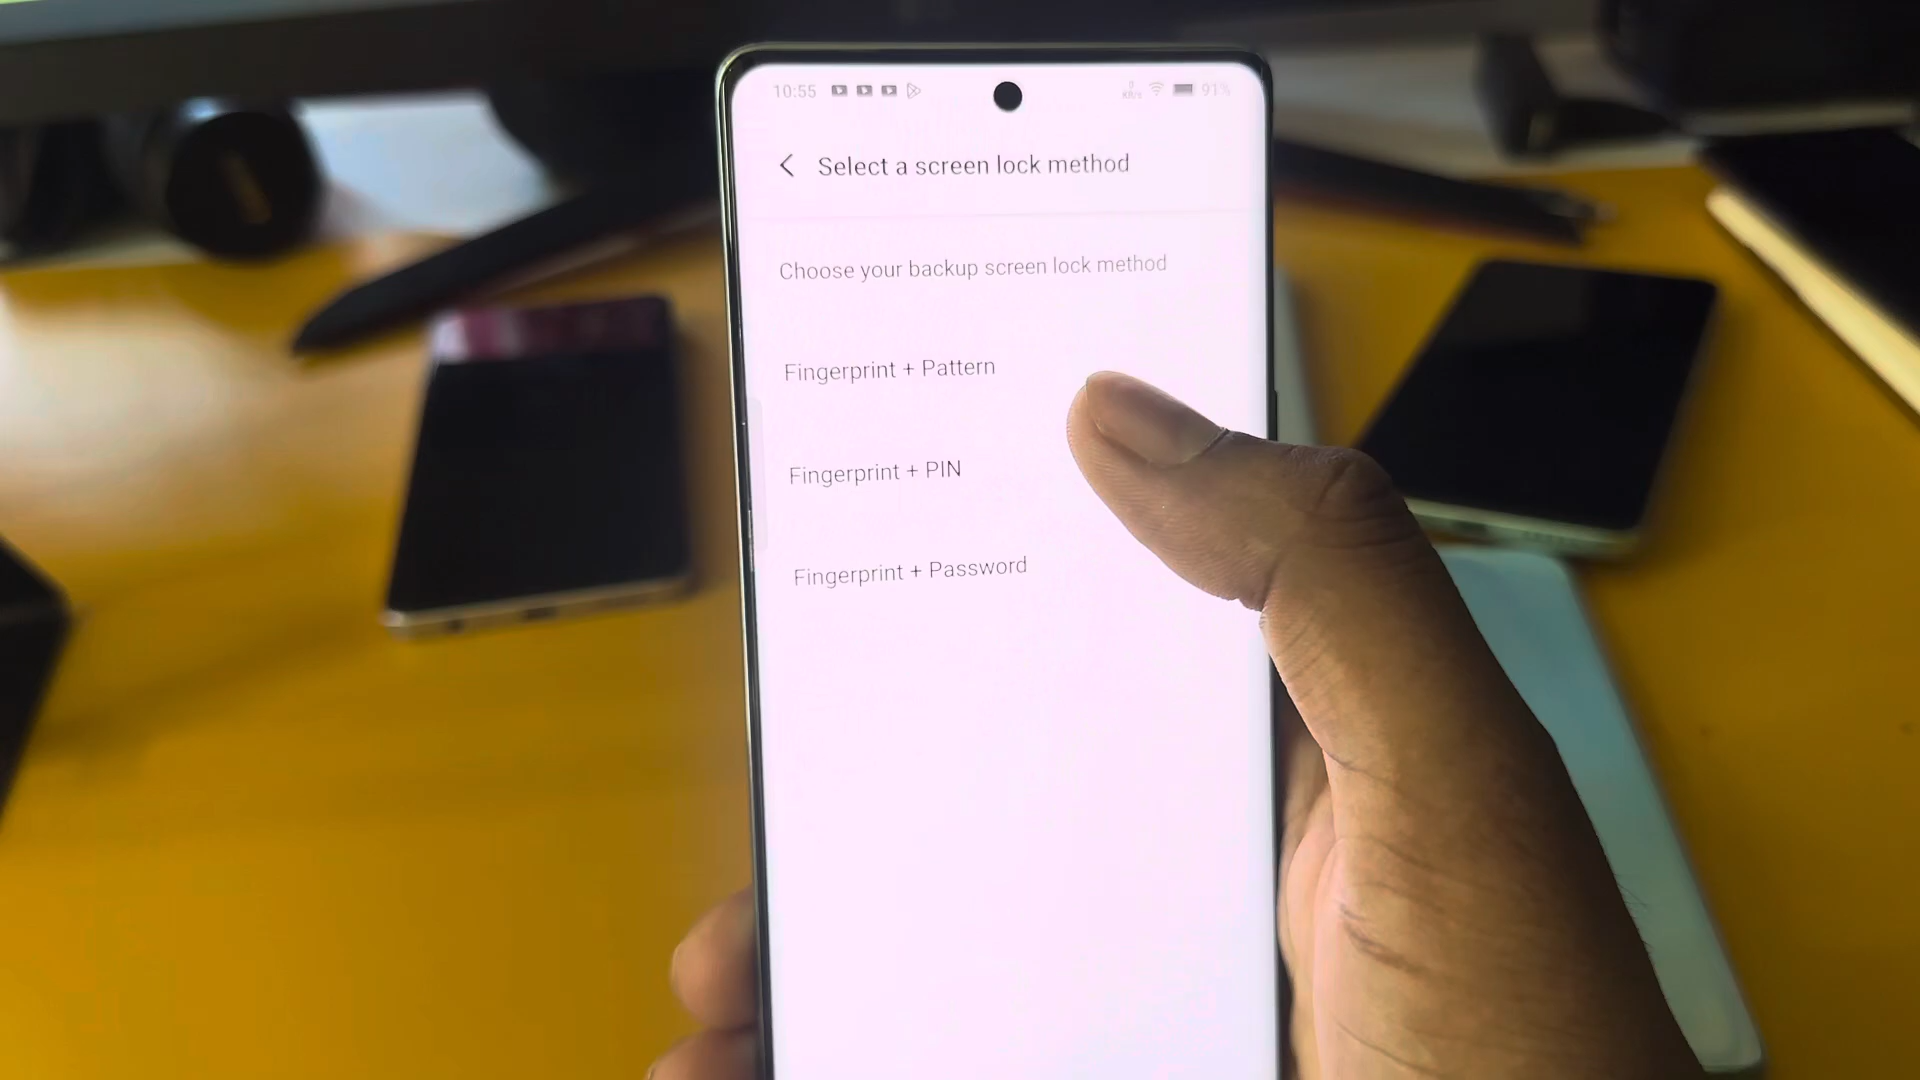 10:55 91%
Select a screen lock method
Choose your backup screen lock method
Fingerprint + Pattern
Fingerprint + PIN
Fingerprint + Password